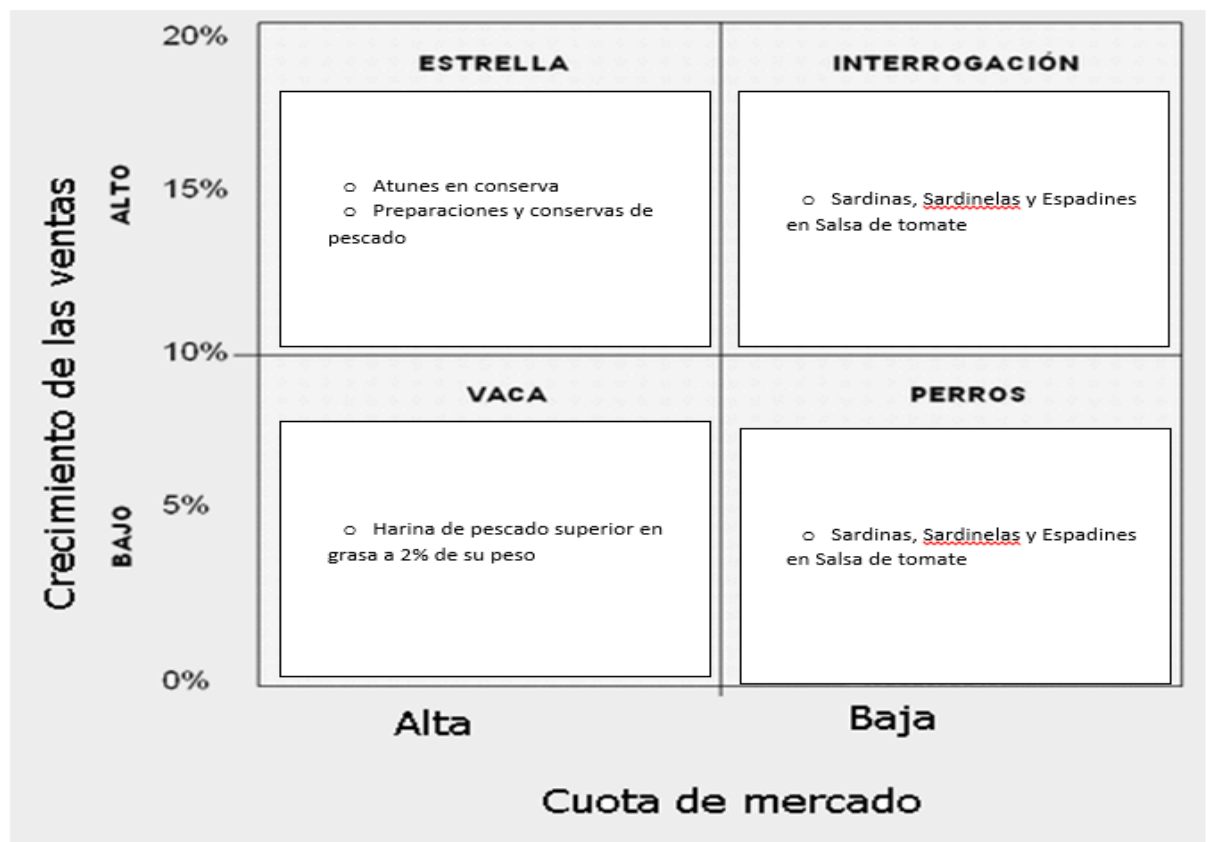 20%
ESTRELLA
INTERROGACIÓN
○ Atunes en conserva
○ Preparaciones y conservas de
pescado
○ Sardinas, Sardinelas y Espadines
en Salsa de tomate
Crecimiento de las ventas
ALTO
15%
10%
VACA
PERROS
○ Harina de pescado superior en
grasa a 2% de su peso
○ Sardinas, Sardinelas y Espadines
en Salsa de tomate
BAJO
5%
0%
Alta
Baja
Cuota de mercado